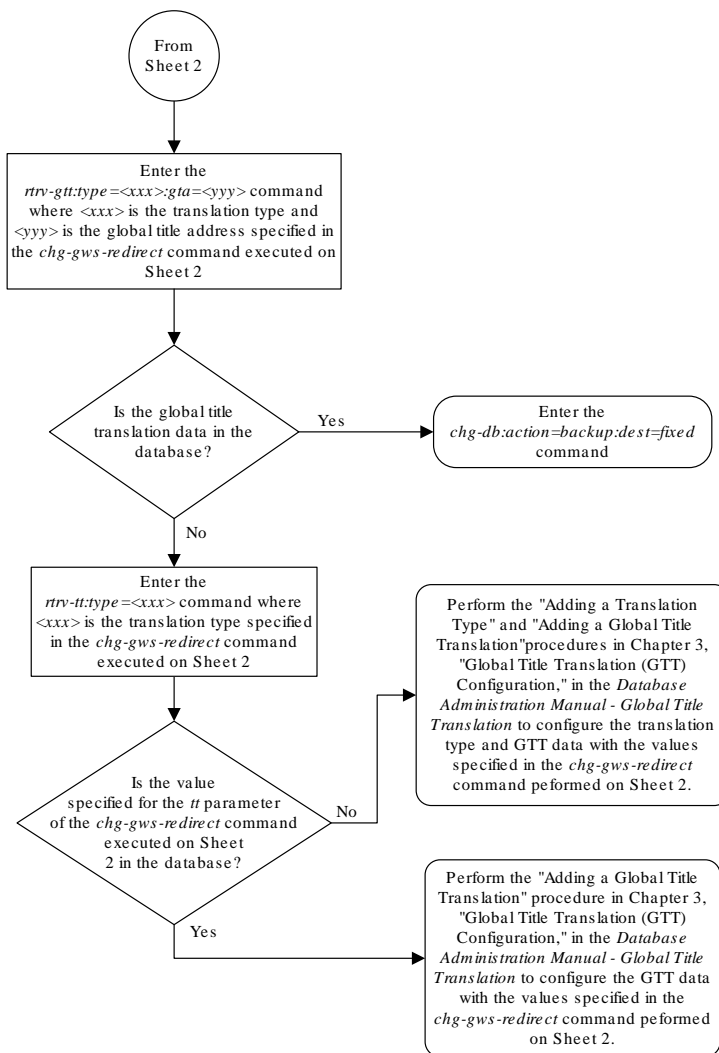 From
Sheet 2
Enter the
rtrv-gtt:type=<xxx>:gta=<yyy> command
where <xxx> is the translation type and
<yyy> is the global title address specified in
the chg-gws-redirect command executed on
Sheet 2
Is the global title
translation data in the
database?
Yes
Enter the
chg-db:action=backup:dest=fixed
command
No
Enter the
rtrv-tt:type=<xxx> command where
<xxx> is the translation type specified
in the chg-gws-redirect command
executed on Sheet 2
Is the value
specified for the tt parameter
of the chg-gws-redirect command
executed on Sheet
2 in the database?
No
Perform the "Adding a Translation
Type" and "Adding a Global Title
Translation"procedures in Chapter 3,
"Global Title Translation (GTT)
Configuration," in the Database
Administration Manual - Global Title
Translation to configure the translation
type and GTT data with the values
specified in the chg-gws-redirect
command peformed on Sheet 2.
Yes
Perform the "Adding a Global Title
Translation" procedure in Chapter 3,
"Global Title Translation (GTT)
Configuration," in the Database
Administration Manual - Global Title
Translation to configure the GTT data
with the values specified in the
chg-gws-redirect command peformed
on Sheet 2.